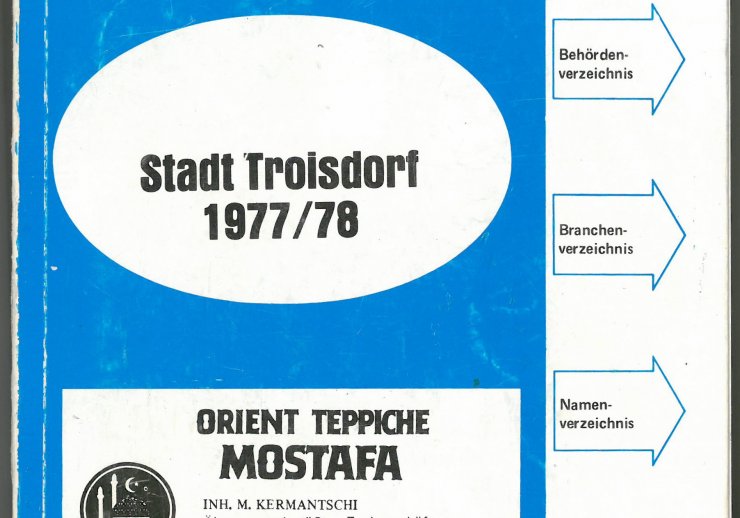 Stadt Troisdorf
1977/78
Behörden-
verzeichnis
Branchen-
verzeichnis
Namen-
verzeichnis
ORIENT TEPPICHE
MOSTAFA
INH. M. KERMANTSCHI